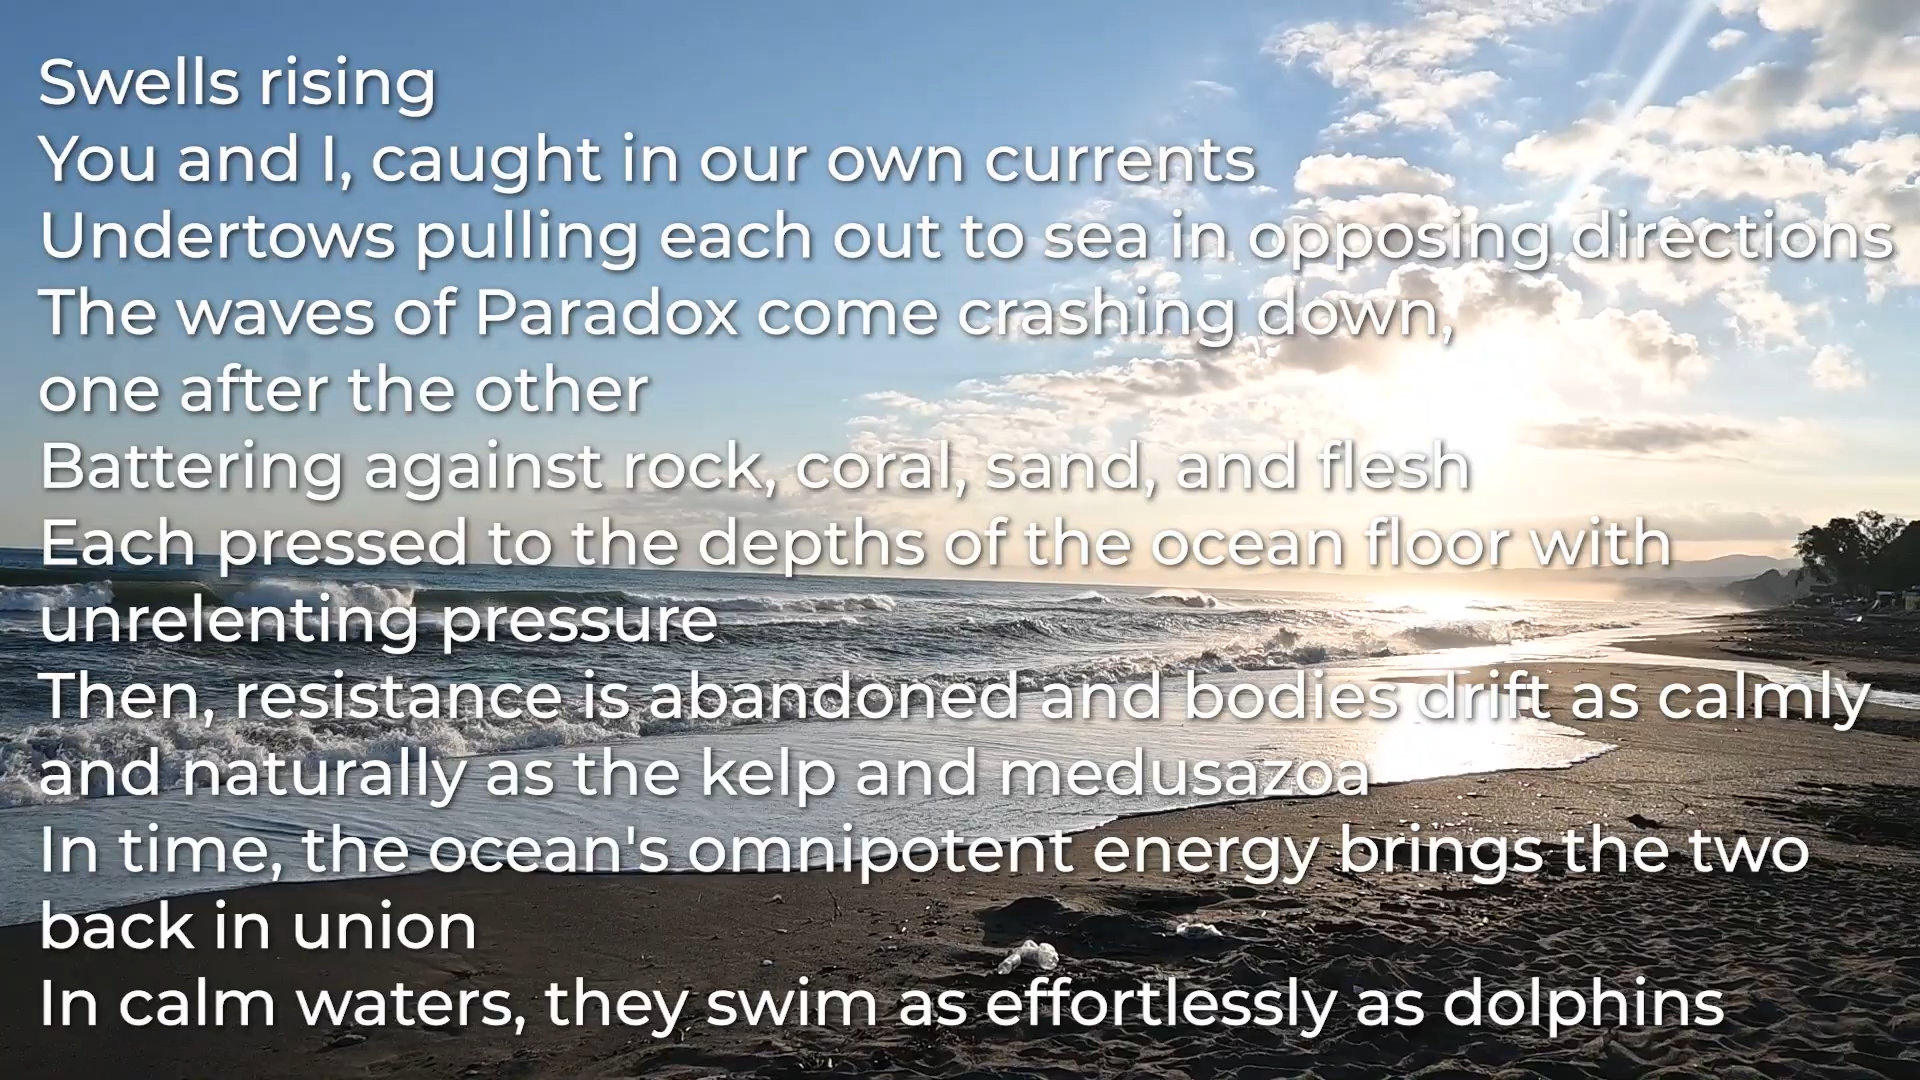 Swells rising
You and I, caught in our own currents
Undertows pulling each out to sea in opposing directions
The waves of Paradox come crashing down,
one after the other
Battering against rock, coral, sand, and flesh
Each pressed to the depths of the ocean floor with
unrelenting pressure
Then, resistance is abandoned and bodies drift as calmly
and naturally as the kelp and medusazoa
In time, the ocean's omnipotent energy brings the two
back in union
In calm waters, they swim as effortlessly as dolphins